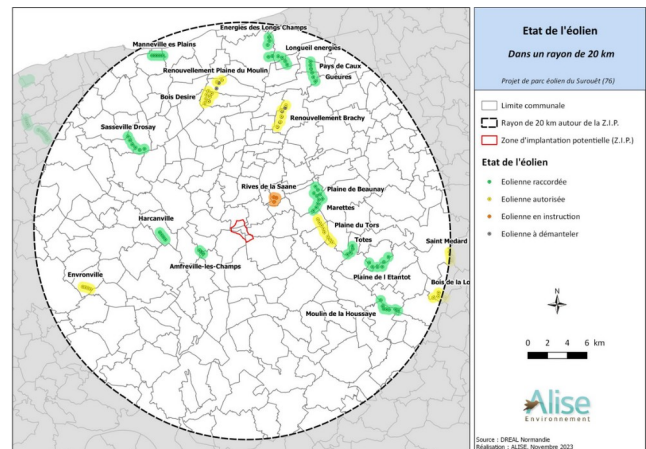 Energies des Longs Champs
Manneville es Plains
Longueil energies
Pays de Caux
Gueures
Renouvellement Plaine du Moulin
Bois Desire
Renouvellement Brachy
Sasseville Drosay
Rives de la Saane
Plaine de Beaunay
Marettes
Harcanville
Plaine du Tors
Totes
Saint Medard
Amfreville-les-Champs
Plaine de l Etantot
Envronville
Bois de la Lo
Moulin de la Houssaye
Etat de l'éolien
Dans un rayon de 20 km
Projet de parc éolien du Surouët (76)
Limite communale
Rayon de 20 km autour de la Z.I.P.
Zone d'implantation potentielle (Z.I.P.)
Etat de l'éolien
Eolienne raccordée
Eolienne autorisée
Eolienne en instruction
Eolienne à démanteler
N
0 2 4 6 km
Alise
Environnement
Source : DREAL Normandie
Réalisation : ALISE, Novembre 2023